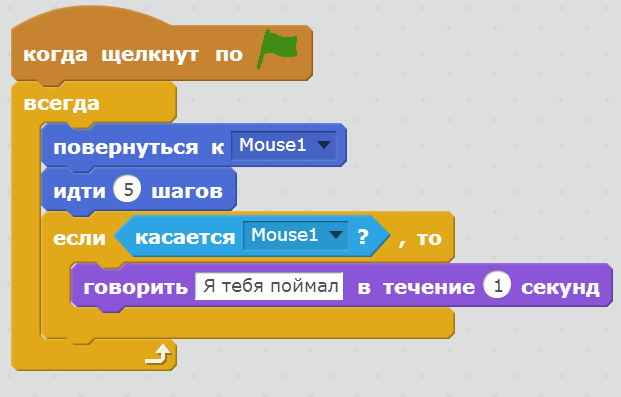 когда щелкнут по
всегда
повернуться к Mouse1
идти 5 шагов
если касается Mouse1 ? , то
говорить Я тебя поймал в течение 1 секунд